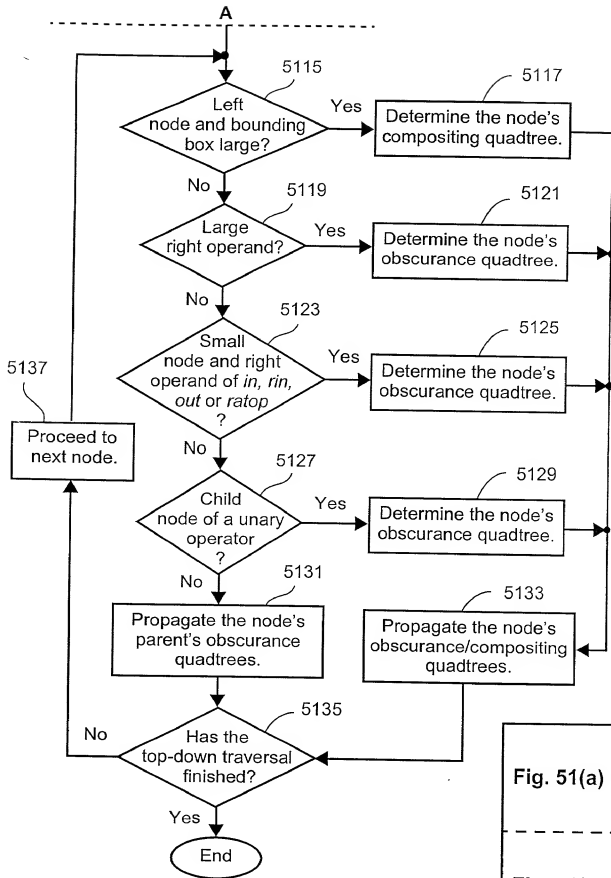 A
5115
Left
node and bounding
box large?
Yes
5117
Determine the node's
compositing quadtree.
No
5119
Large
right operand?
Yes
5121
Determine the node's
obscurance quadtree.
No
5123
Small
node and right
operand of in, rin,
out or ratop
?
Yes
5125
Determine the node's
obscurance quadtree.
5137
Proceed to
next node.
No
5127
Child
node of a unary
operator
?
Yes
5129
Determine the node's
obscurance quadtree.
No
5131
Propagate the node's
parent's obscurance
quadtrees.
5133
Propagate the node's
obscurance/compositing
quadtrees.
No
5135
Has the
top-down traversal
finished?
Yes
End
Fig. 51(a)